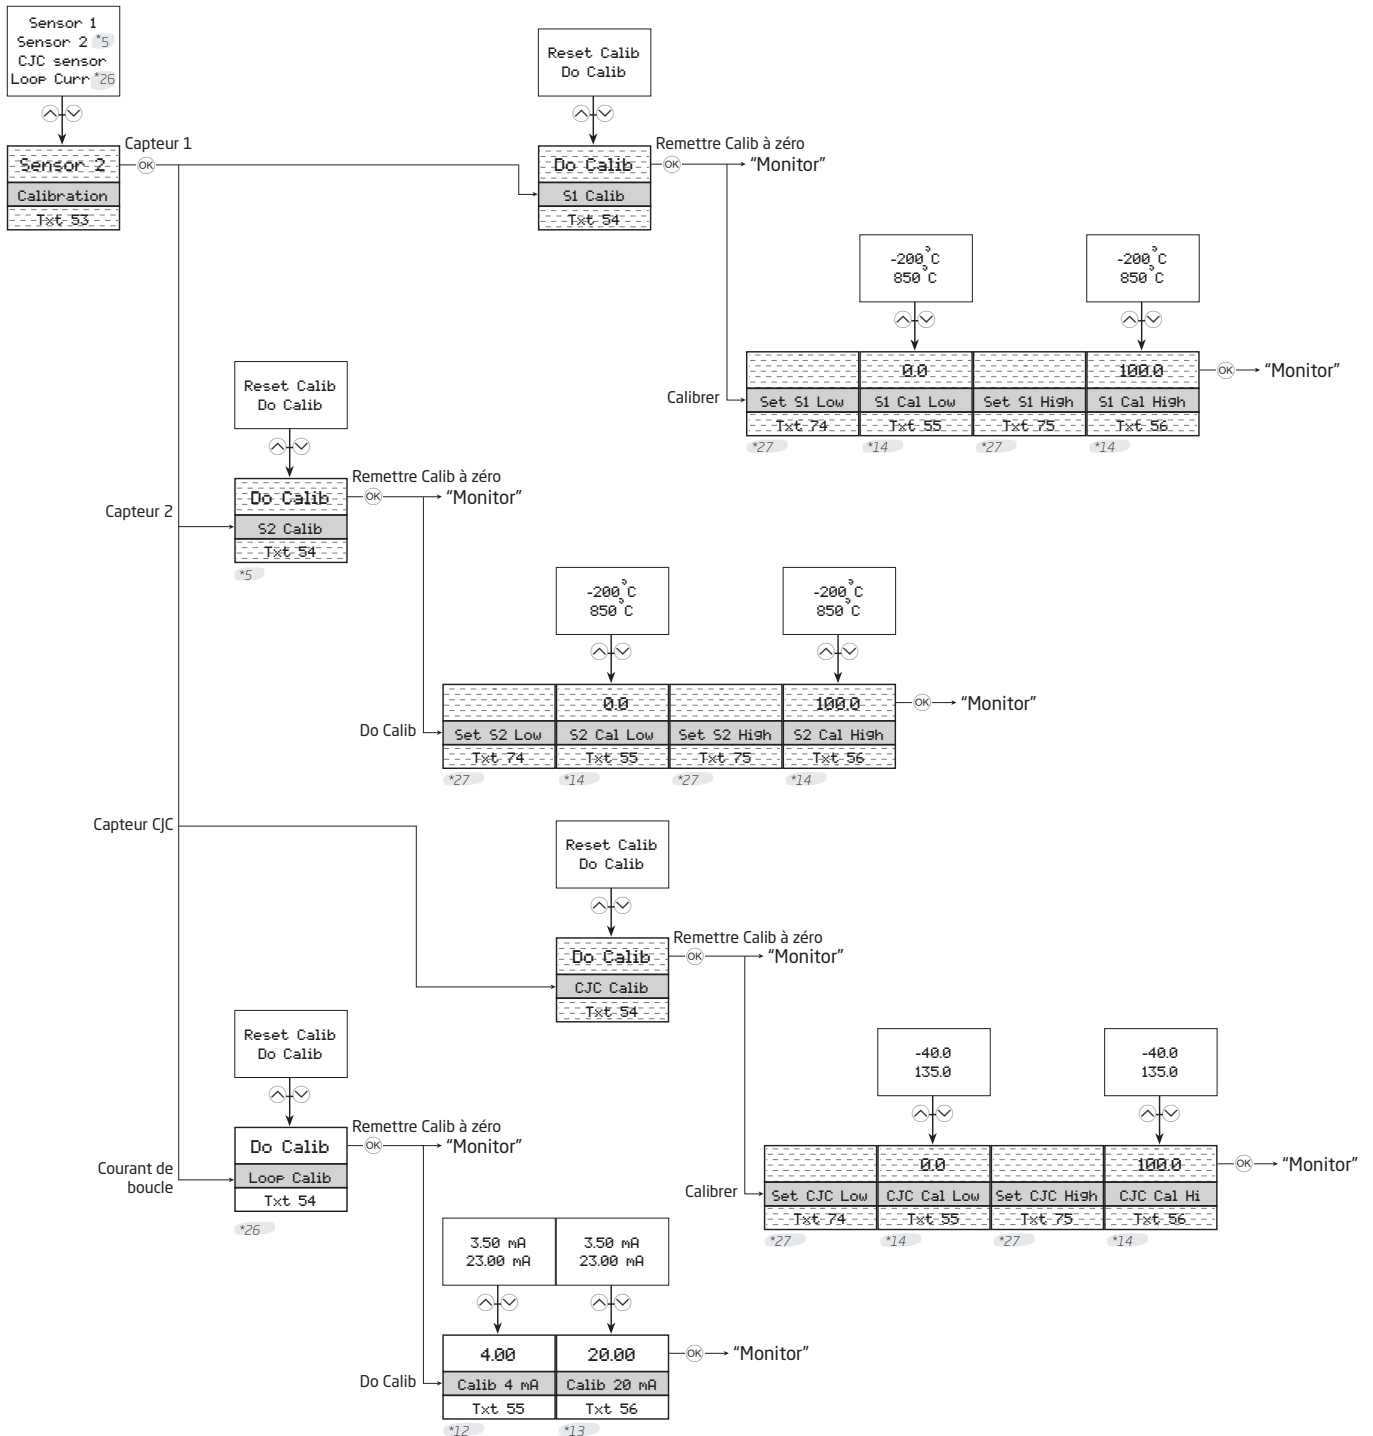 Sensor 1
Sensor 2 *5
CJC sensor
Loop Curr *26
Sensor 2
Calibration
Txt 53
Capteur 1
OK
Reset Calib
Do Calib
Do Calib
S1 Calib
Txt 54
Remettre Calib à zéro
OK
"Monitor"
-200°C
850°C
-200°C
850°C
Calibrer
0.0
100.0
Set S1 Low
S1 Cal Low
Set S1 High
S1 Cal High
Txt 74
Txt 55
Txt 75
Txt 56
*27
*14
*27
*14
OK
"Monitor"
Reset Calib
Do Calib
Capteur 2
Do Calib
S2 Calib
Txt 54
*5
Remettre Calib à zéro
OK
"Monitor"
-200°C
850°C
-200°C
850°C
Do Calib
0.0
100.0
Set S2 Low
S2 Cal Low
Set S2 High
S2 Cal High
Txt 74
Txt 55
Txt 75
Txt 56
*27
*14
*27
*14
OK
"Monitor"
Capteur CJC
Reset Calib
Do Calib
Do Calib
CJC Calib
Txt 54
Remettre Calib à zéro
OK
"Monitor"
-40.0
135.0
-40.0
135.0
Calibrer
0.0
100.0
Set CJC Low
CJC Cal Low
Set CJC High
CJC Cal Hi
Txt 74
Txt 55
Txt 75
Txt 56
*27
*14
*27
*14
OK
"Monitor"
Reset Calib
Do Calib
Courant de
boucle
Do Calib
Loop Calib
Txt 54
*26
Remettre Calib à zéro
OK
"Monitor"
3.50 mA
23.00 mA
3.50 mA
23.00 mA
Do Calib
4.00
20.00
Calib 4 mA
Calib 20 mA
Txt 55
Txt 56
*12
*13
OK
"Monitor"